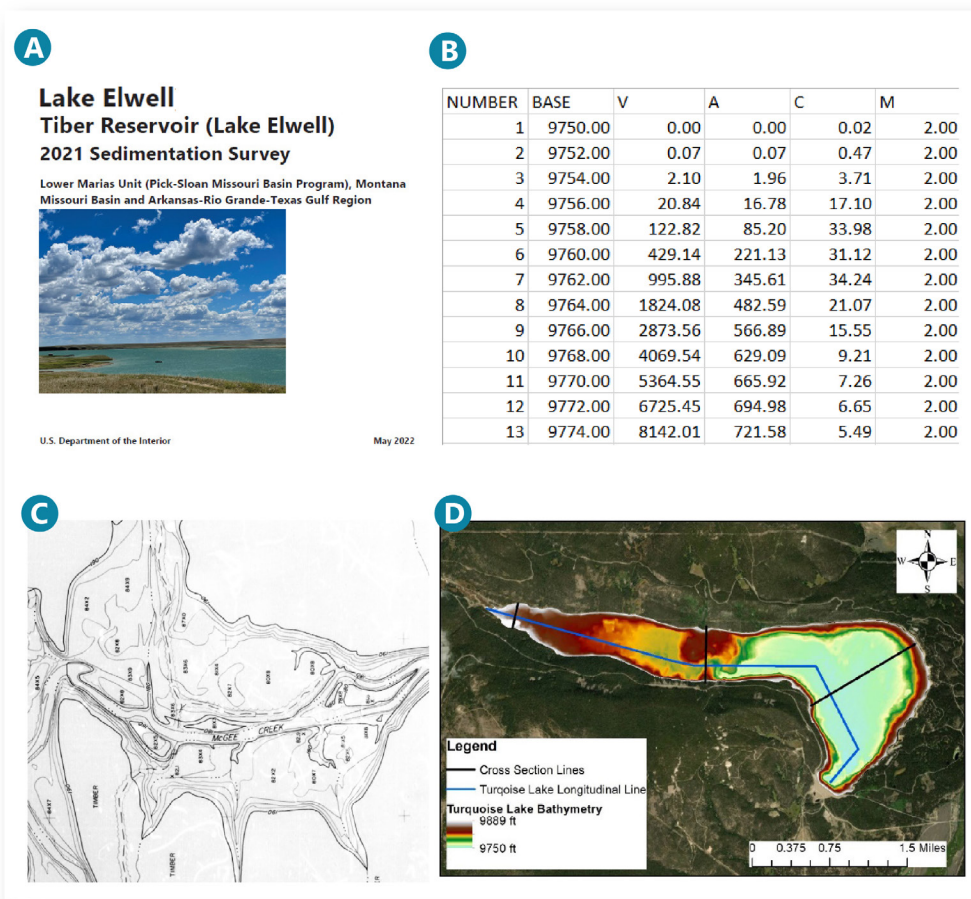 A
Lake Elwell
Tiber Reservoir (Lake Elwell)
2021 Sedimentation Survey
Lower Marias Unit (Pick-Sloan Missouri Basin Program), Montana
Missouri Basin and Arkansas-Rio Grande-Texas Gulf Region
U.S. Department of the Interior May 2022
B
NUMBER BASE V A C M
1 9750.00 0.00 0.00 0.02 2.00
2 9752.00 0.07 0.07 0.47 2.00
3 9754.00 2.10 1.96 3.71 2.00
4 9756.00 20.84 16.78 17.10 2.00
5 9758.00 122.82 85.20 33.98 2.00
6 9760.00 429.14 221.13 31.12 2.00
7 9762.00 995.88 345.61 34.24 2.00
8 9764.00 1824.08 482.59 21.07 2.00
9 9766.00 2873.56 566.89 15.55 2.00
10 9768.00 4069.54 629.09 9.21 2.00
11 9770.00 5364.55 665.92 7.26 2.00
12 9772.00 6725.45 694.98 6.65 2.00
13 9774.00 8142.01 721.58 5.49 2.00
C
McGEE CREEK
TIMBER
TIMBER
D
N
W E
S
Legend
Cross Section Lines
Turqoise Lake Longitudinal Line
Turquoise Lake Bathymetry
9889 ft
9750 ft
0 0.375 0.75 1.5 Miles